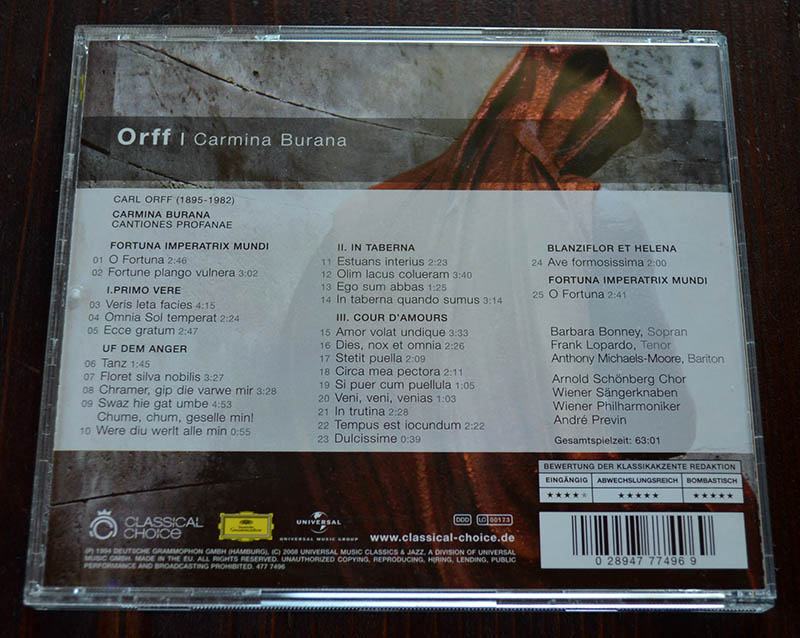 Orff | Carmina Burana
CARL ORFF (1895-1982)
CARMINA BURANA
CANTIONES PROFANAE
FORTUNA IMPERATRIX MUNDI
01 O Fortuna 2:46
02 Fortune plango vulnera 3:02
I.PRIMO VERE
03 Veris leta facies 4:15
04 Omnia Sol temperat 2:24
05 Ecce gratum 2:47
UF DEM ANGER
06 Tanz 1:45
07 Floret silva nobilis 3:27
08 Chramer, gip die varwe mir 3:28
09 Swaz hie gat umbe 4:53
Chume, chum, geselle min!
10 Were diu werlt alle min 0:55
II. IN TABERNA
11 Estuans interius 2:23
12 Olim lacus colueram 3:40
13 Ego sum abbas 1:25
14 In taberna quando sumus 3:14
III. COUR D'AMOURS
15 Amor volat undique 3:33
16 Dies, nox et omnia 2:26
17 Stetit puella 2:09
18 Circa mea pectora 2:11
19 Si puer cum puellula 1:05
20 Veni, veni, venias 1:03
21 In trutina 2:28
22 Tempus est iocundum 2:22
23 Dulcissime 0:39
BLANZIFLOR ET HELENA
24 Ave formosissima 2:00
FORTUNA IMPERATRIX MUNDI
25 O Fortuna 2:41
Barbara Bonney, Sopran
Frank Lopardo, Tenor
Anthony Michaels-Moore, Bariton
Arnold Schönberg Chor
Wiener Sängerknaben
Wiener Philharmoniker
André Previn
Gesamtspielzeit: 63:01
BEWERTUNG DER KLASSIKAKZENTE REDAKTION
EINGÄNGIG ABWECHSLUNGSREICH BOMBASTISCH
CLASSICAL
CHOICE
Deutsche
Grammophon
UNIVERSAL
UNIVERSAL MUSIC GROUP
www.classical-choice.de
DDD LC 00173
(P) 1994 DEUTSCHE GRAMMOPHON GMBH (HAMBURG), (C) 2008 UNIVERSAL MUSIC CLASSICS & JAZZ, A DIVISION OF UNIVERSAL
MUSIC GMBH. MADE IN THE EU. ALL RIGHTS RESERVED. UNAUTHORIZED COPYING, REPRODUCING, HIRING, LENDING, PUBLIC
PERFORMANCE AND BROADCASTING PROHIBITED. 477 7496
0 28947 77496 9